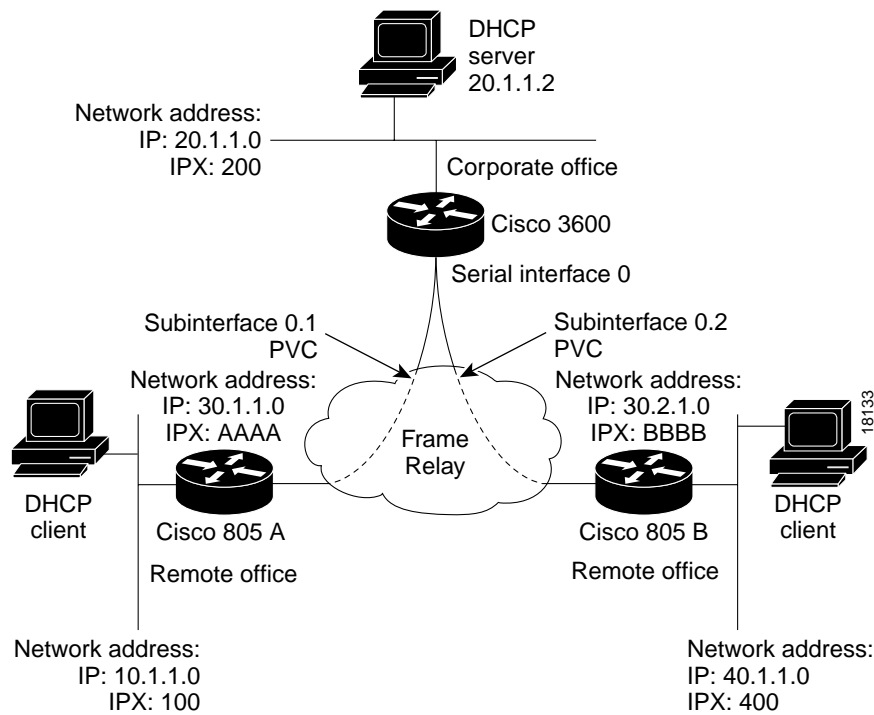 DHCP
server
20.1.1.2
Network address:
IP: 20.1.1.0
IPX: 200
Corporate office
Cisco 3600
Serial interface 0
Subinterface 0.1
PVC
Subinterface 0.2
PVC
Network address:
IP: 30.1.1.0
IPX: AAAA
Network address:
IP: 30.2.1.0
IPX: BBBB
18133
Frame
Relay
DHCP
client
Cisco 805 A
Remote office
Cisco 805 B
Remote office
DHCP
client
Network address:
IP: 10.1.1.0
IPX: 100
Network address:
IP: 40.1.1.0
IPX: 400